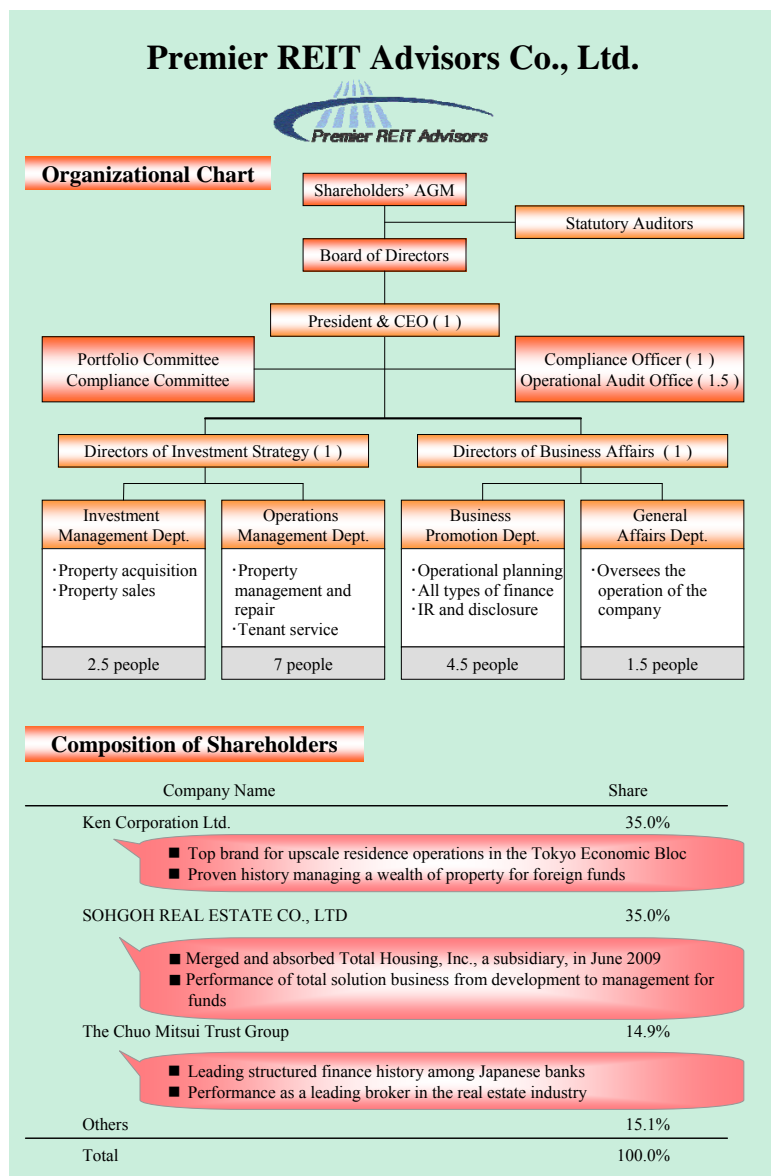 Premier REIT Advisors Co., Ltd.
Premier REIT Advisors
Organizational Chart
Shareholders' AGM
Statutory Auditors
Board of Directors
President & CEO ( 1 )
Portfolio Committee
Compliance Committee
Compliance Officer ( 1 )
Operational Audit Office ( 1.5 )
Directors of Investment Strategy ( 1 )
Directors of Business Affairs ( 1 )
Investment
Management Dept.
・Property acquisition
・Property sales
2.5 people
Operations
Management Dept.
・Property
management and
repair
・Tenant service
7 people
Business
Promotion Dept.
・Operational planning
・All types of finance
・IR and disclosure
4.5 people
General
Affairs Dept.
・Oversees the
operation of the
company
1.5 people
Composition of Shareholders
Company Name Share
Ken Corporation Ltd. 35.0%
■ Top brand for upscale residence operations in the Tokyo Economic Bloc
■ Proven history managing a wealth of property for foreign funds
SOHGOH REAL ESTATE CO., LTD 35.0%
■ Merged and absorbed Total Housing, Inc., a subsidiary, in June 2009
■ Performance of total solution business from development to management for
funds
The Chuo Mitsui Trust Group 14.9%
■ Leading structured finance history among Japanese banks
■ Performance as a leading broker in the real estate industry
Others 15.1%
Total 100.0%